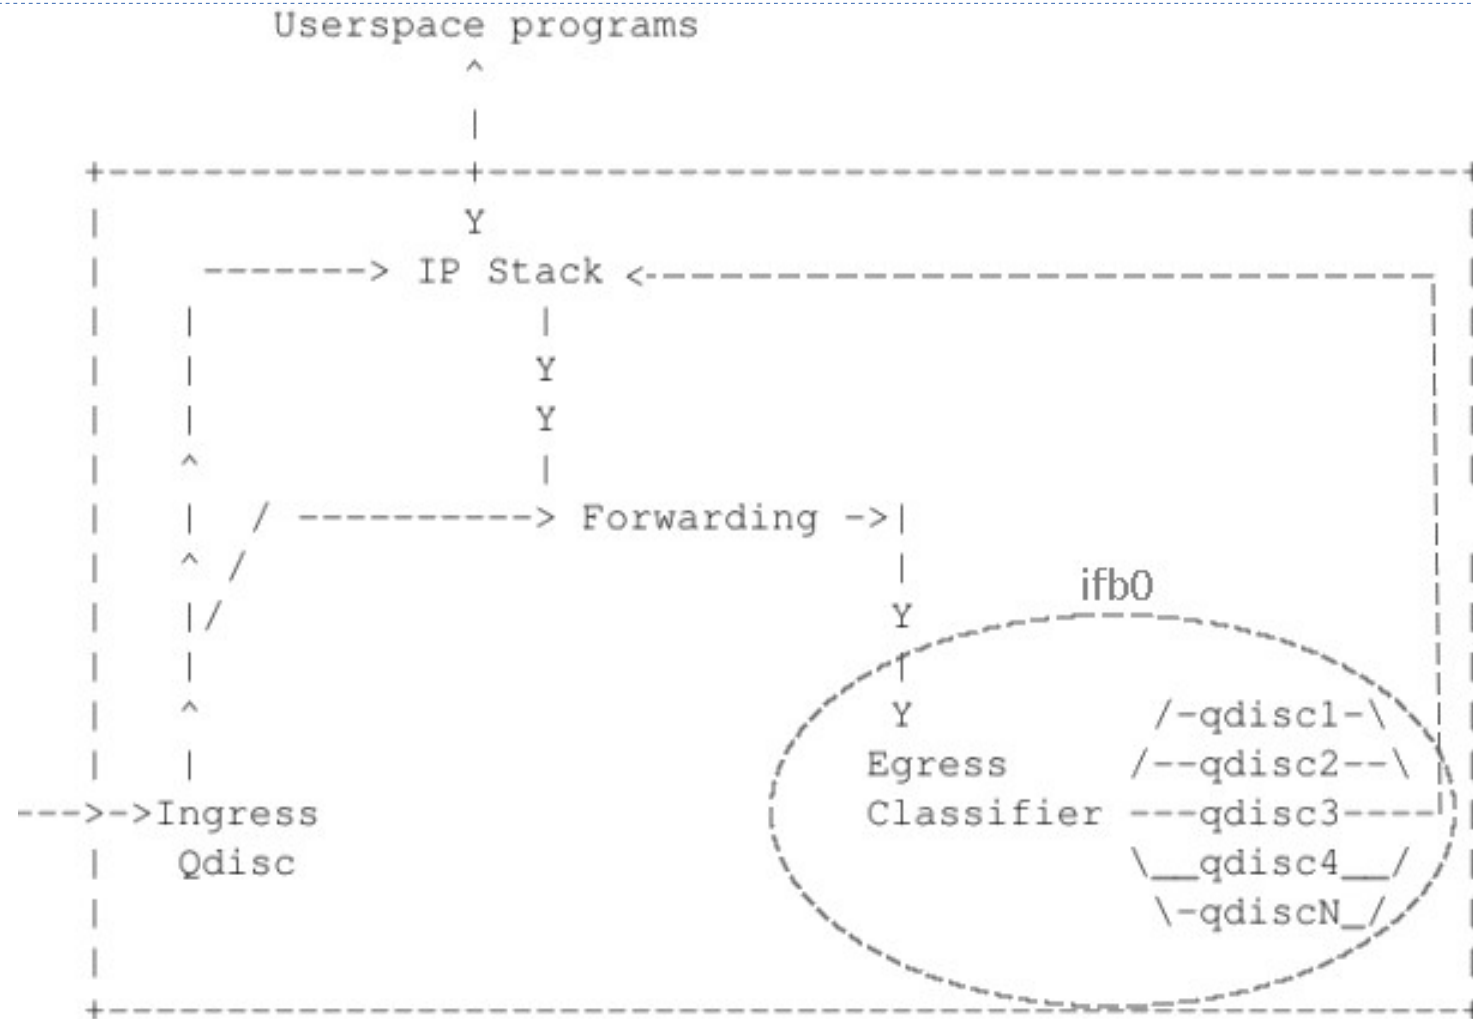 Userspace programs
^
|
+---------------+-----------------------------------------+
Y
-------> IP Stack <----------------------------------
|
Y
Y
^ |
/ ----------> Forwarding ->|
^ / |
ifb0
|/ Y
|
^ Y /-qdisc1-\
| Egress /--qdisc2--\
--->->Ingress Classifier ---qdisc3----
Qdisc \__qdisc4__/
\-qdiscN_/